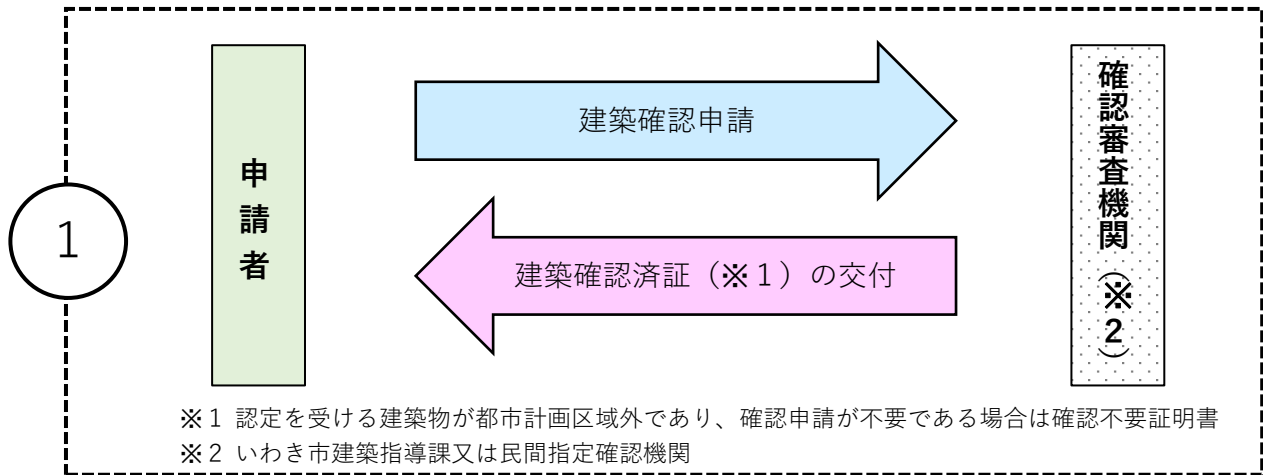 1
申請者
建築確認申請
建築確認済証（※１）の交付
確認審査機関（※２）
※１ 認定を受ける建築物が都市計画区域外であり、確認申請が不要である場合は確認不要証明書
※２ いわき市建築指導課又は民間指定確認機関